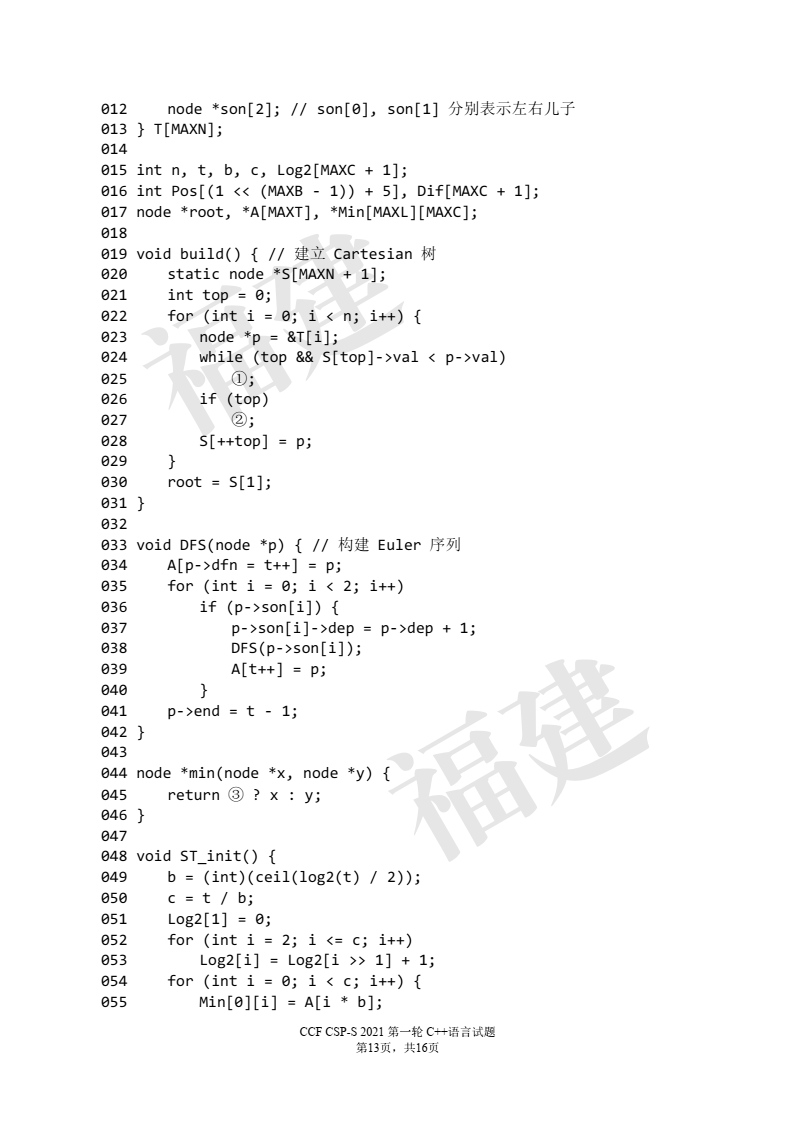 012     node *son[2]; // son[0], son[1] 分别表示左右儿子
013 } T[MAXN];
014
015 int n, t, b, c, Log2[MAXC + 1];
016 int Pos[(1 << (MAXB - 1)) + 5], Dif[MAXC + 1];
017 node *root, *A[MAXT], *Min[MAXL][MAXC];
018
019 void build() { // 建立 Cartesian 树
020     static node *S[MAXN + 1];
021     int top = 0;
022     for (int i = 0; i < n; i++) {
023         node *p = &T[i];
024         while (top && S[top]->val < p->val)
025             ①;
026         if (top)
027             ②;
028         S[++top] = p;
029     }
030     root = S[1];
031 }
032
033 void DFS(node *p) { // 构建 Euler 序列
034     A[p->dfn = t++] = p;
035     for (int i = 0; i < 2; i++)
036         if (p->son[i]) {
037             p->son[i]->dep = p->dep + 1;
038             DFS(p->son[i]);
039             A[t++] = p;
040         }
041     p->end = t - 1;
042 }
043
044 node *min(node *x, node *y) {
045     return ③ ? x : y;
046 }
047
048 void ST_init() {
049     b = (int)(ceil(log2(t) / 2));
050     c = t / b;
051     Log2[1] = 0;
052     for (int i = 2; i <= c; i++)
053         Log2[i] = Log2[i >> 1] + 1;
054     for (int i = 0; i < c; i++) {
055         Min[0][i] = A[i * b];
福建
福建
CCF CSP-S 2021 第一轮 C++语言试题
第13页，共16页